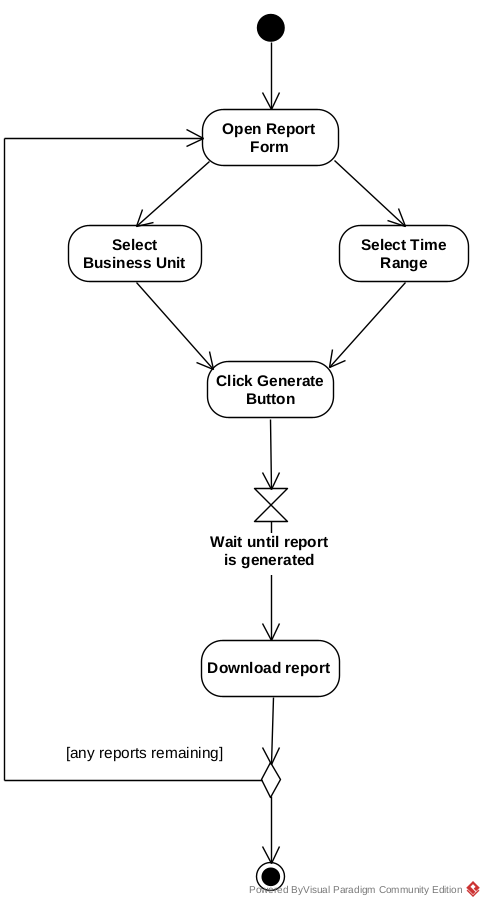 Open Report
Form
Select
Business Unit
Select Time
Range
Click Generate
Button
Wait until report
is generated
Download report
[any reports remaining]
Powered ByVisual Paradigm Community Edition